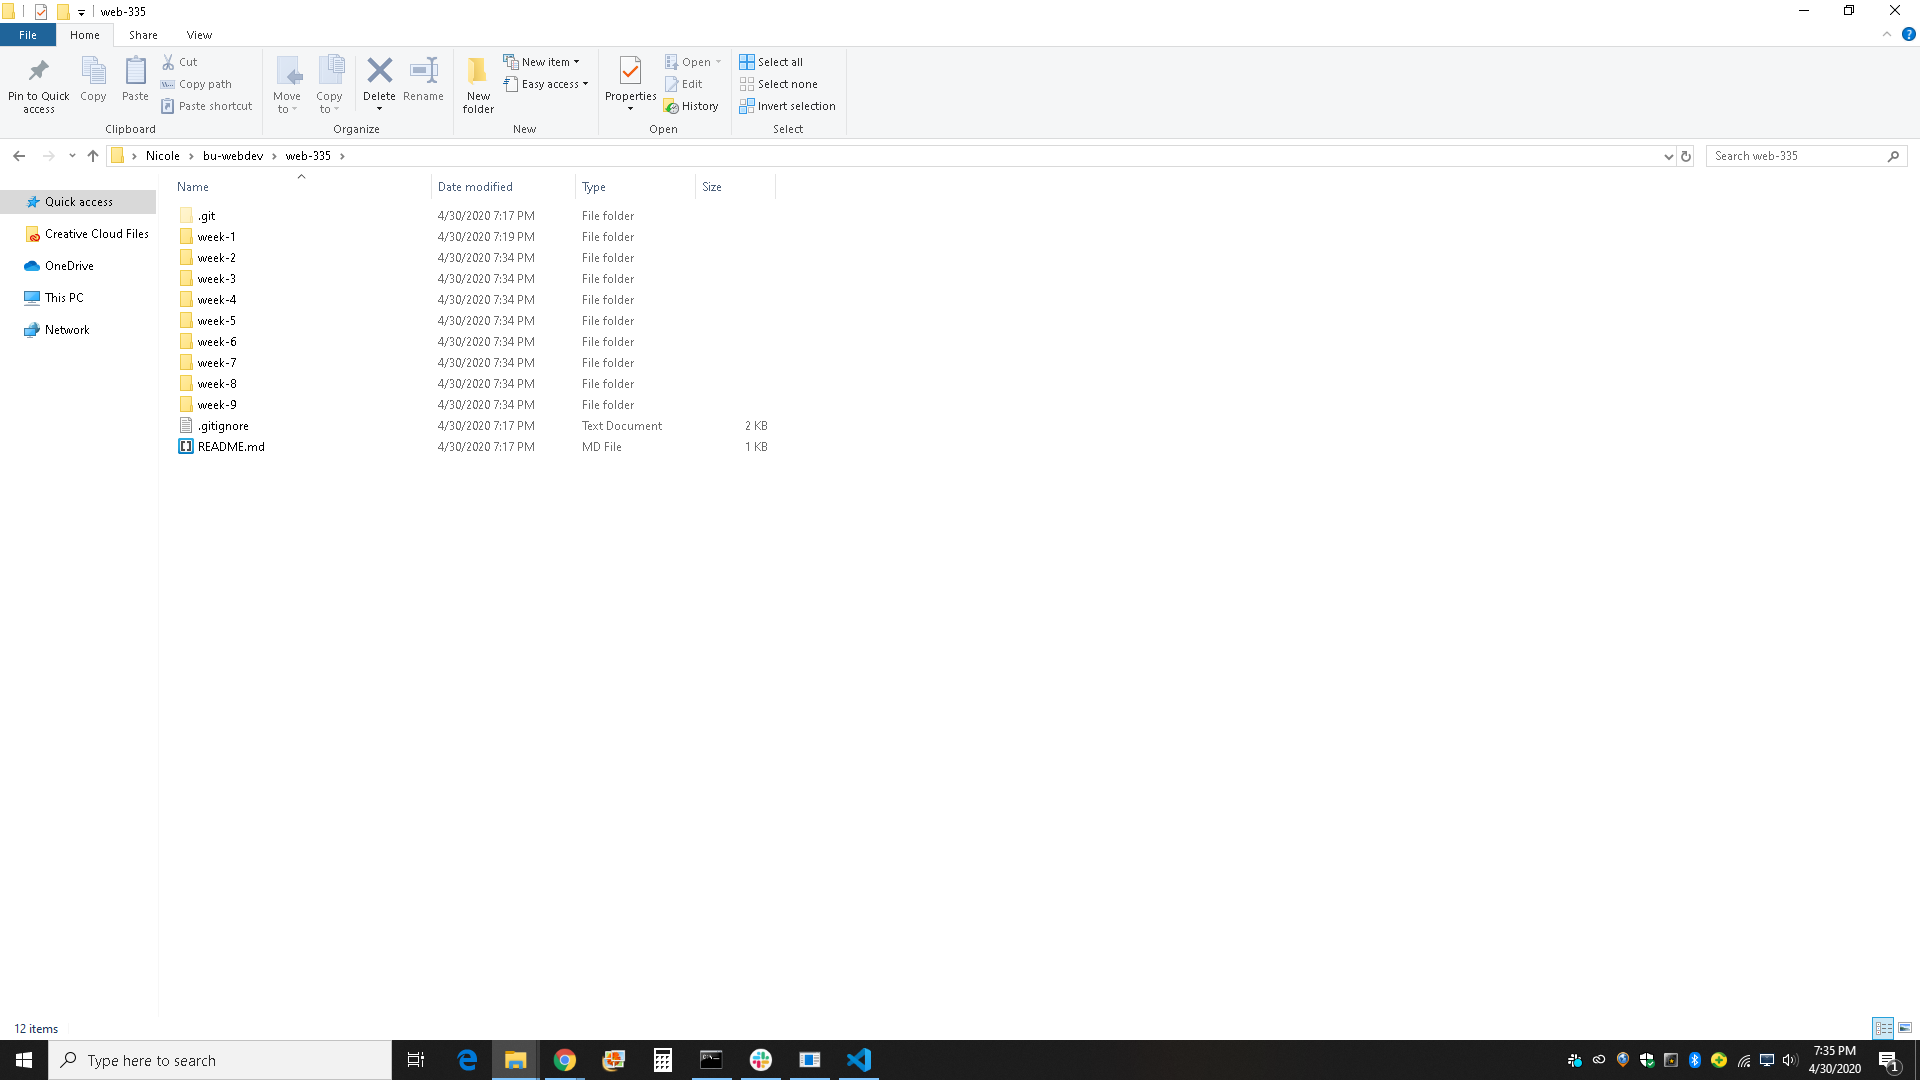 web-335
File Home Share View
Pin to Quick access
Copy
Paste
Cut
Copy path
Paste shortcut
Clipboard
Move to
Copy to
Delete
Rename
Organize
New folder
New item
Easy access
New
Properties
Open
Edit
History
Open
Select all
Select none
Invert selection
Select
Nicole bu-webdev web-335
Search web-335
Quick access
Creative Cloud Files
OneDrive
This PC
Network
Name Date modified Type Size
.git 4/30/2020 7:17 PM File folder
week-1 4/30/2020 7:19 PM File folder
week-2 4/30/2020 7:34 PM File folder
week-3 4/30/2020 7:34 PM File folder
week-4 4/30/2020 7:34 PM File folder
week-5 4/30/2020 7:34 PM File folder
week-6 4/30/2020 7:34 PM File folder
week-7 4/30/2020 7:34 PM File folder
week-8 4/30/2020 7:34 PM File folder
week-9 4/30/2020 7:34 PM File folder
.gitignore 4/30/2020 7:17 PM Text Document 2 KB
README.md 4/30/2020 7:17 PM MD File 1 KB
12 items
Type here to search
7:35 PM
4/30/2020
1